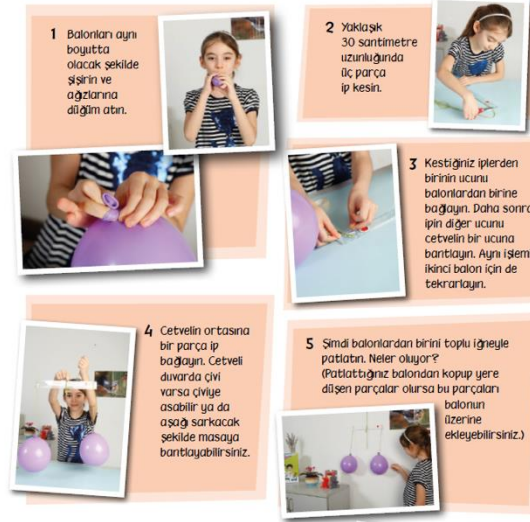 1 Balonları aynı
boyutta
olacak şekilde
şişirin ve
ağızlarına
düğüm atın.
2 Yaklaşık
30 santimetre
uzunluğunda
üç parça
ip kesin.
3 Kestiğiniz iplerden
birinin ucunu
balonlardan birine
bağlayın. Daha sonra
ipin diğer ucunu
cetvelin bir ucuna
bantlayın. Aynı işlemi
ikinci balon için de
tekrarlayın.
4 Cetvelin ortasına
bir parça ip
bağlayın. Cetveli
duvarda çivi
varsa çiviye
asabilir ya da
aşağı sarkacak
şekilde masaya
bantlayabilirsiniz.
5 Şimdi balonlardan birini toplu iğneyle
patlatın. Neler oluyor?
(Patlattığınız balondan kopup yere
düşen parçalar olursa bu parçaları
balonun
üzerine
ekleyebilirsiniz.)